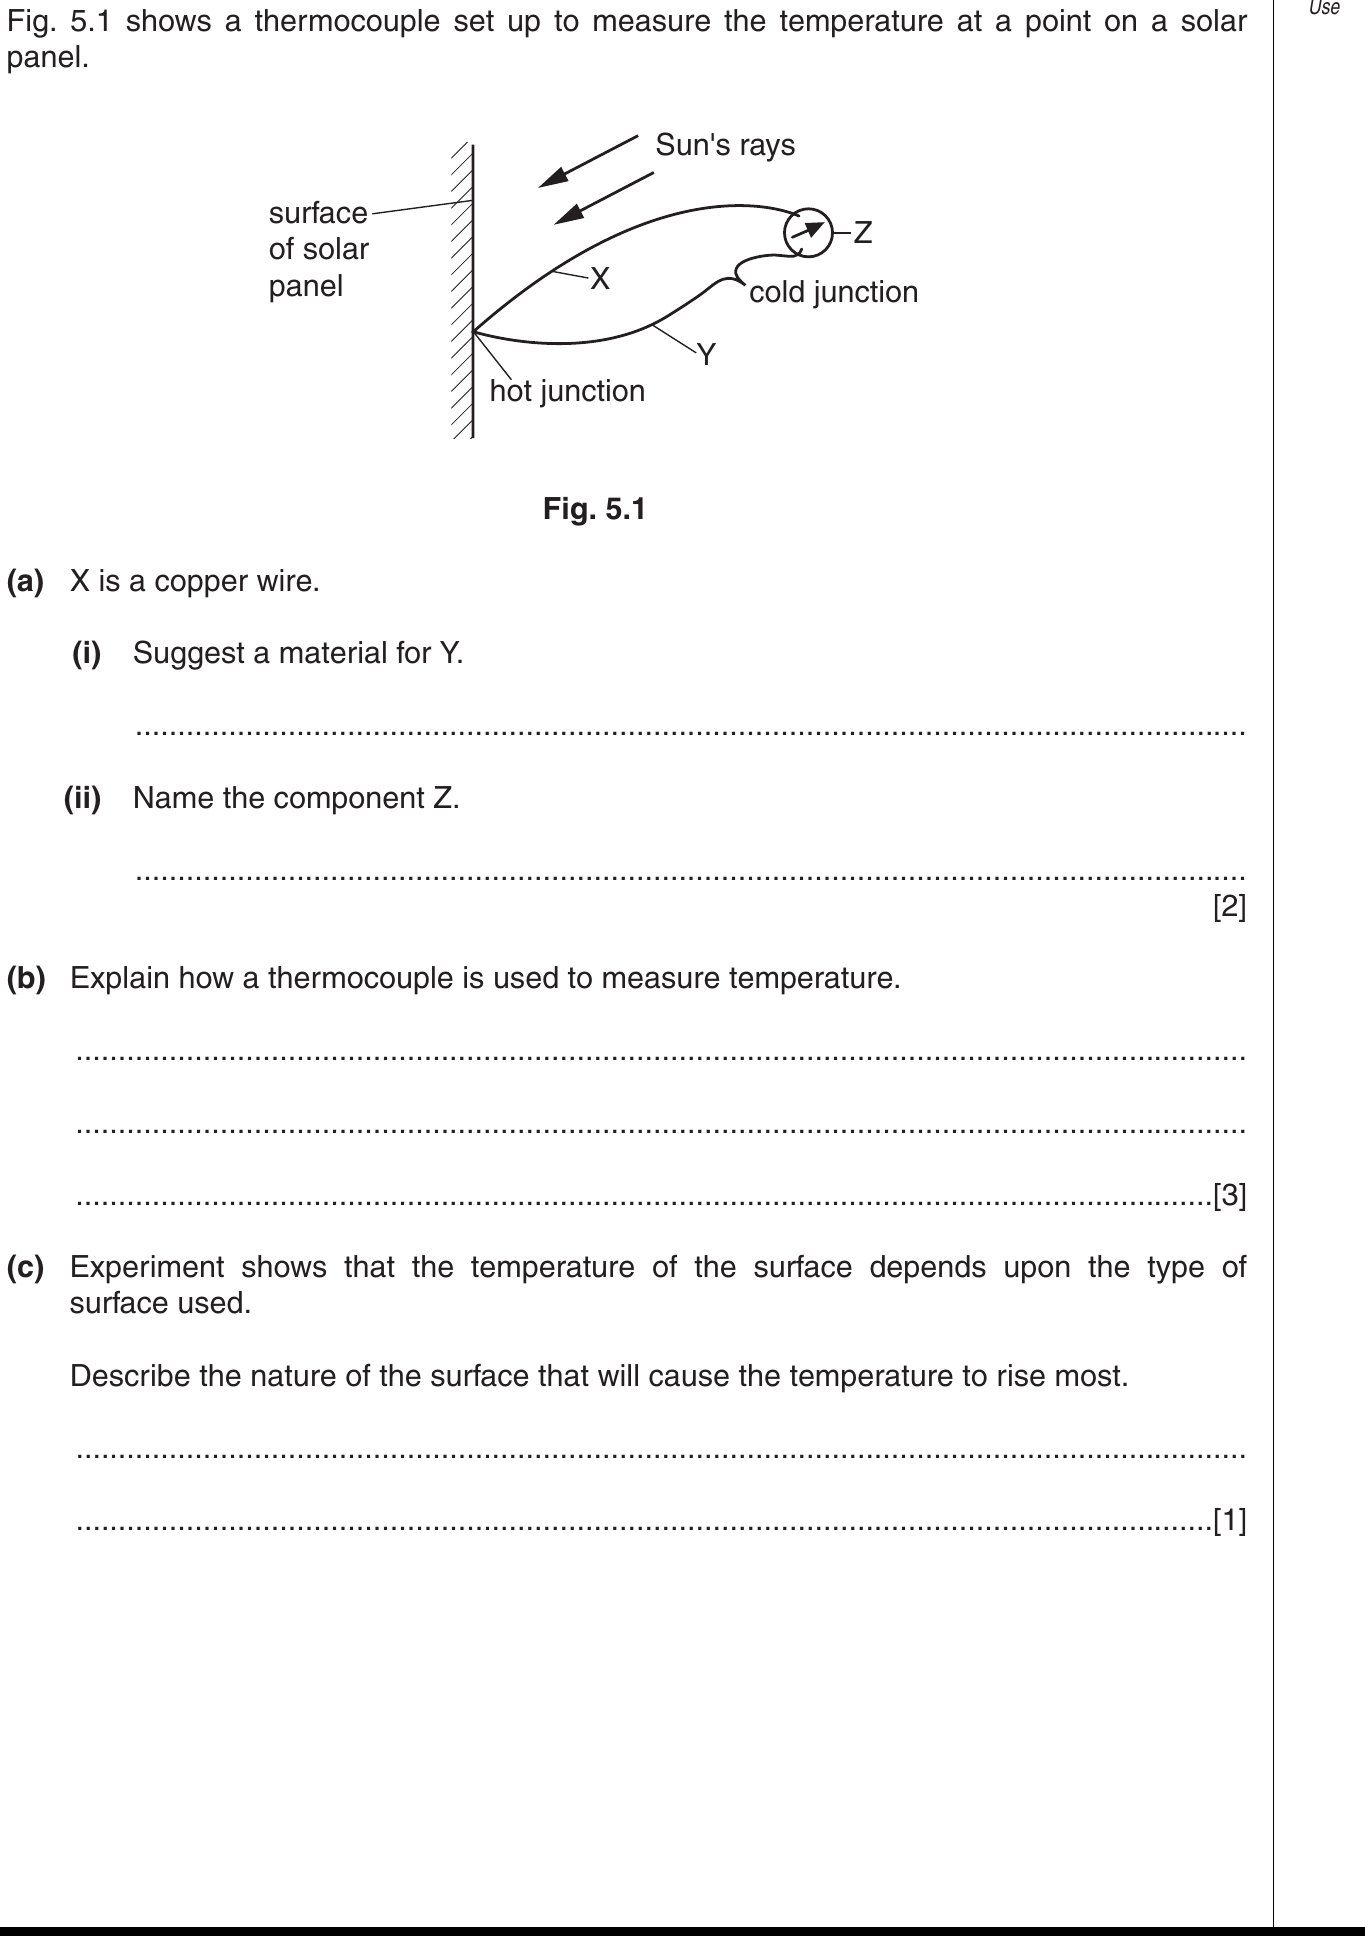 Use
Fig. 5.1 shows a thermocouple set up to measure the temperature at a point on a solar
panel.
Sun's rays
surface
of solar
panel
Z
X
cold junction
Y
hot junction
Fig. 5.1
(a) X is a copper wire.
(i) Suggest a material for Y.
(ii) Name the component Z.
[2]
(b) Explain how a thermocouple is used to measure temperature.
[3]
(c) Experiment shows that the temperature of the surface depends upon the type of
surface used.
Describe the nature of the surface that will cause the temperature to rise most.
[1]